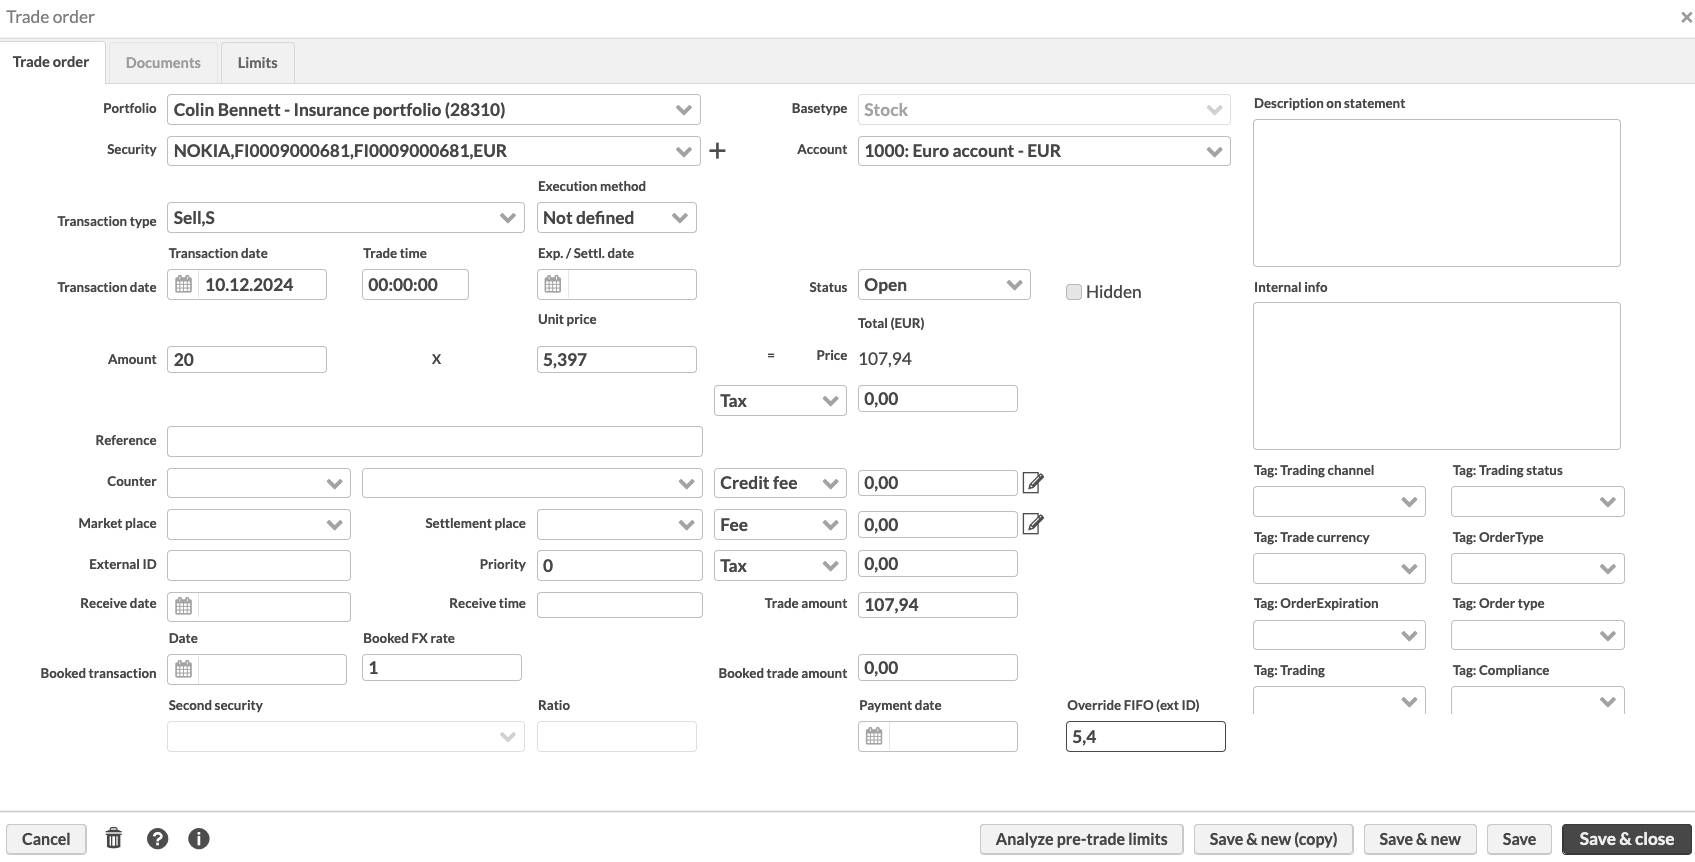 Trade order
×
Trade order Documents Limits
Portfolio Colin Bennett - Insurance portfolio (28310) Basetype Stock Description on statement
Security NOKIA,FI0009000681,FI0009000681,EUR + Account 1000: Euro account - EUR
Execution method
Transaction type Sell,S Not defined
Transaction date Trade time Exp. / Settl. date
Transaction date 10.12.2024 00:00:00 Status Open Hidden Internal info
Unit price Total (EUR)
Amount 20 X 5,397 = Price 107,94
Tax 0,00
Reference
Counter Credit fee 0,00 Tag: Trading channel Tag: Trading status
Market place Settlement place Fee 0,00 Tag: Trade currency Tag: OrderType
External ID Priority 0 Tax 0,00
Receive date Receive time Trade amount 107,94 Tag: OrderExpiration Tag: Order type
Date Booked FX rate
Booked transaction 1 Booked trade amount 0,00 Tag: Trading Tag: Compliance
Second security Ratio Payment date Override FIFO (ext ID)
5,4
Cancel ? i Analyze pre-trade limits Save & new (copy) Save & new Save Save & close